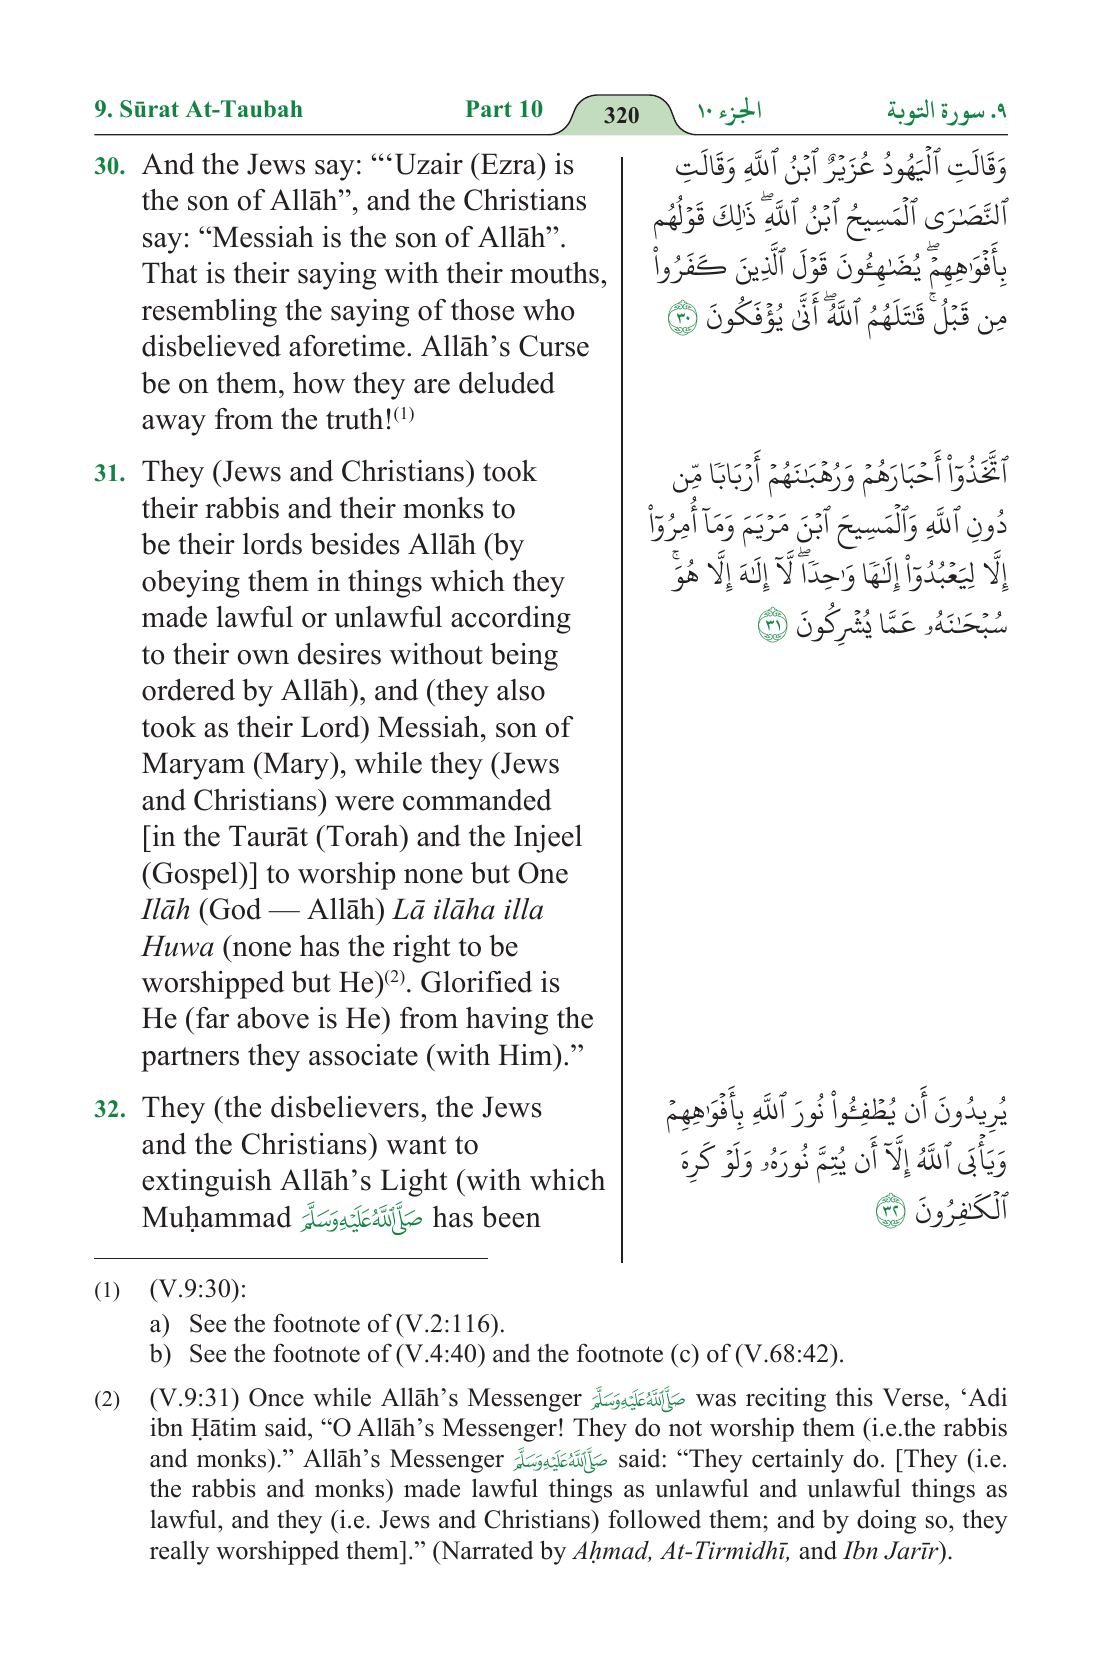 9. Sūrat At-Taubah
Part 10
320
الجزء ١٠
٩. سورة التوبة
30. And the Jews say: “‘Uzair (Ezra) is
the son of Allāh”, and the Christians
say: “Messiah is the son of Allāh”.
That is their saying with their mouths,
resembling the saying of those who
disbelieved aforetime. Allāh’s Curse
be on them, how they are deluded
away from the truth!(1)
وَقَالَتِ ٱلْيَهُودُ عُزَيْرٌ ٱبْنُ ٱللَّهِ وَقَالَتِ
ٱلنَّصَـٰرَى ٱلْمَسِيحُ ٱبْنُ ٱللَّهِ ۖ ذَٰلِكَ قَوْلُهُم
بِأَفْوَٰهِهِمْ ۖ يُضَـٰهِـُٔونَ قَوْلَ ٱلَّذِينَ كَفَرُوا۟
مِن قَبْلُ ۚ قَـٰتَلَهُمُ ٱللَّهُ ۖ أَنَّىٰ يُؤْفَكُونَ ٣٠
31. They (Jews and Christians) took
their rabbis and their monks to
be their lords besides Allāh (by
obeying them in things which they
made lawful or unlawful according
to their own desires without being
ordered by Allāh), and (they also
took as their Lord) Messiah, son of
Maryam (Mary), while they (Jews
and Christians) were commanded
[in the Taurāt (Torah) and the Injeel
(Gospel)] to worship none but One
Ilāh (God — Allāh) Lā ilāha illa
Huwa (none has the right to be
worshipped but He)(2). Glorified is
He (far above is He) from having the
partners they associate (with Him).”
ٱتَّخَذُوٓا۟ أَحْبَارَهُمْ وَرُهْبَـٰنَهُمْ أَرْبَابًا مِّن
دُونِ ٱللَّهِ وَٱلْمَسِيحَ ٱبْنَ مَرْيَمَ وَمَآ أُمِرُوٓا۟
إِلَّا لِيَعْبُدُوٓا۟ إِلَـٰهًا وَٰحِدًا ۖ لَّآ إِلَـٰهَ إِلَّا هُوَ ۚ
سُبْحَـٰنَهُۥ عَمَّا يُشْرِكُونَ ٣١
32. They (the disbelievers, the Jews
and the Christians) want to
extinguish Allāh’s Light (with which
Muḥammad صَلَّى ٱللَّهُ عَلَيْهِ وَسَلَّمَ has been
يُرِيدُونَ أَن يُطْفِـُٔوا۟ نُورَ ٱللَّهِ بِأَفْوَٰهِهِمْ
وَيَأْبَى ٱللَّهُ إِلَّآ أَن يُتِمَّ نُورَهُۥ وَلَوْ كَرِهَ
ٱلْكَـٰفِرُونَ ٣٢
(1) (V.9:30):
a) See the footnote of (V.2:116).
b) See the footnote of (V.4:40) and the footnote (c) of (V.68:42).
(2) (V.9:31) Once while Allāh’s Messenger صَلَّى ٱللَّهُ عَلَيْهِ وَسَلَّمَ was reciting this Verse, ‘Adi
ibn Ḥātim said, “O Allāh’s Messenger! They do not worship them (i.e.the rabbis
and monks).” Allāh’s Messenger صَلَّى ٱللَّهُ عَلَيْهِ وَسَلَّمَ said: “They certainly do. [They (i.e.
the rabbis and monks) made lawful things as unlawful and unlawful things as
lawful, and they (i.e. Jews and Christians) followed them; and by doing so, they
really worshipped them].” (Narrated by Aḥmad, At-Tirmidhī, and Ibn Jarīr).